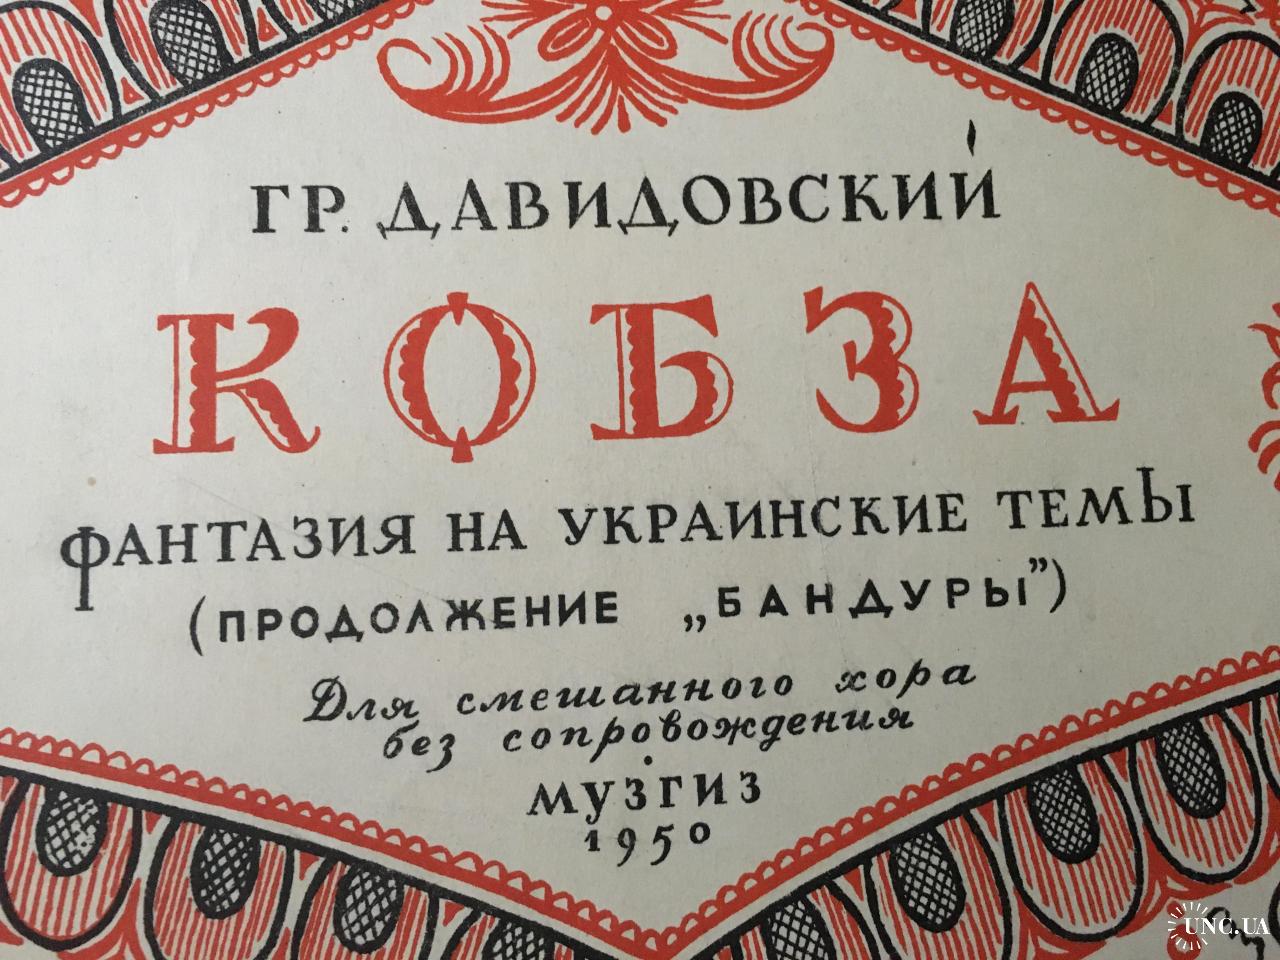 ГР. ДАВИДОВСКИЙ
КОБЗА
ФАНТАЗИЯ НА УКРАИНСКИЕ ТЕМЫ
(ПРОДОЛЖЕНИЕ „БАНДУРЫ”)
Для смешанного хора
без сопровождения
МУЗГИЗ
1950
UNC.UA